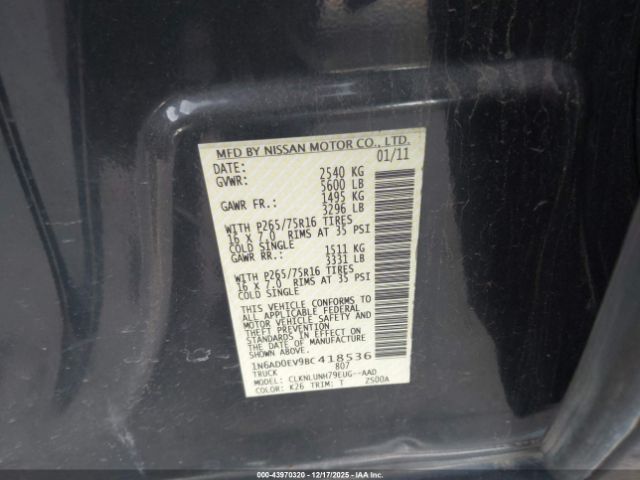 MFD BY NISSAN MOTOR CO., LTD.
DATE: 01/11
GVWR: 2540 KG
5600 LB
GAWR FR.: 1495 KG
3296 LB
WITH P265/75R16 TIRES
16 X 7.0 RIMS AT 35 PSI
COLD SINGLE
GAWR RR.: 1511 KG
3331 LB
WITH P265/75R16 TIRES
16 X 7.0 RIMS AT 35 PSI
COLD SINGLE
THIS VEHICLE CONFORMS TO
ALL APPLICABLE FEDERAL
MOTOR VEHICLE SAFETY AND
THEFT PREVENTION
STANDARDS IN EFFECT ON
THE DATE OF MANUFACTURE
SHOWN ABOVE.
1N6AD0EV9BC418536
TRUCK 807
MODEL: CLKNLUNH79EUG--AAD
COLOR: K26 TRIM: T 2500A
000-43970320 - 12/17/2025 - IAAI.COM